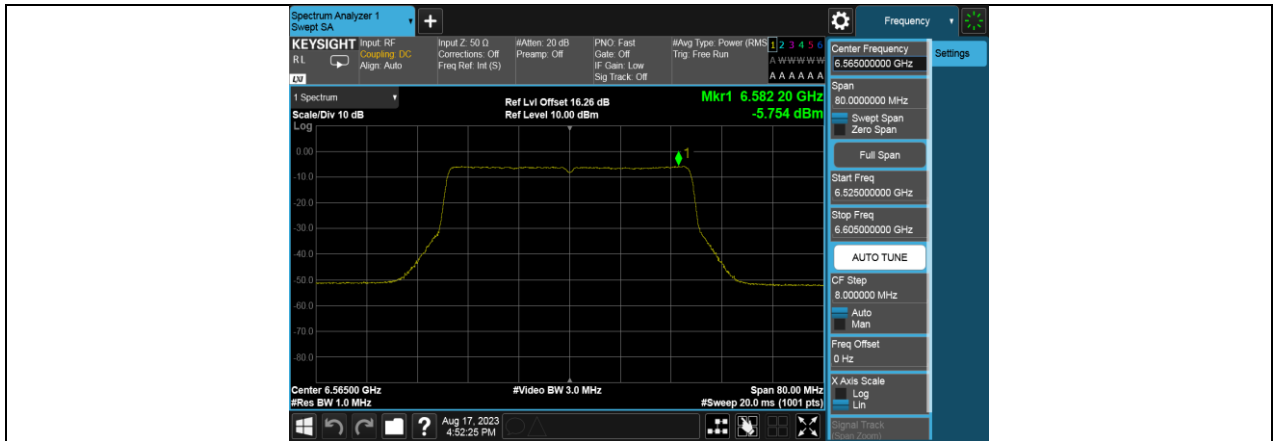 Spectrum Analyzer 1
Swept SA
Frequency
KEYSIGHT
RL
LXI
Input: RF
Coupling: DC
Align: Auto
Input Z: 50 Ω
Corrections: Off
Freq Ref: Int (S)
#Atten: 20 dB
Preamp: Off
PNO: Fast
Gate: Off
IF Gain: Low
Sig Track: Off
#Avg Type: Power (RMS
Trig: Free Run
1 2 3 4 5 6
A W W W W W
A A A A A A
1 Spectrum
Scale/Div 10 dB
Log
Ref Lvl Offset 16.26 dB
Ref Level 10.00 dBm
Mkr1 6.582 20 GHz
-5.754 dBm
1
0.00
-10.0
-20.0
-30.0
-40.0
-50.0
-60.0
-70.0
-80.0
Center 6.56500 GHz
#Res BW 1.0 MHz
#Video BW 3.0 MHz
Span 80.00 MHz
#Sweep 20.0 ms (1001 pts)
Aug 17, 2023
4:52:25 PM
Settings
Center Frequency
6.565000000 GHz
Span
80.0000000 MHz
Swept Span
Zero Span
Full Span
Start Freq
6.525000000 GHz
Stop Freq
6.605000000 GHz
AUTO TUNE
CF Step
8.000000 MHz
Auto
Man
Freq Offset
0 Hz
X Axis Scale
Log
Lin
Signal Track
(Span Zoom)